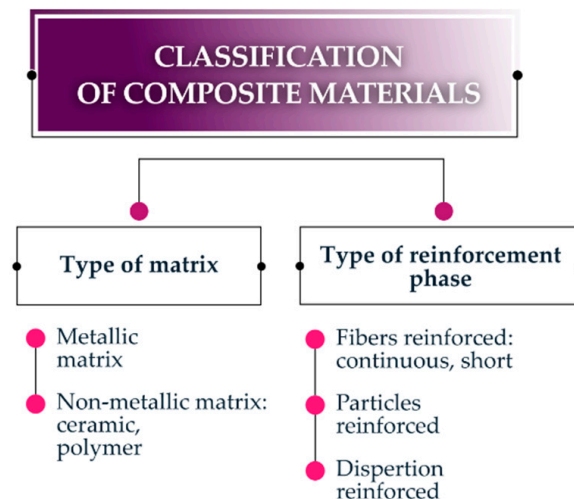 CLASSIFICATION
OF COMPOSITE MATERIALS
Type of matrix
Metallic
matrix
Non-metallic matrix:
ceramic,
polymer
Type of reinforcement
phase
Fibers reinforced:
continuous, short
Particles
reinforced
Dispertion
reinforced